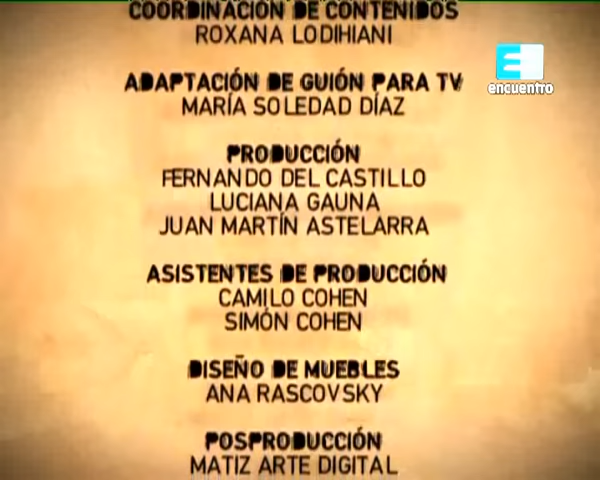 COORDINACIÓN DE CONTENIDOS
ROXANA LODIHIANI
ADAPTACIÓN DE GUIÓN PARA TV
MARÍA SOLEDAD DÍAZ
PRODUCCIÓN
FERNANDO DEL CASTILLO
LUCIANA GAUNA
JUAN MARTÍN ASTELARRA
ASISTENTES DE PRODUCCIÓN
CAMILO COHEN
SIMÓN COHEN
DISEÑO DE MUEBLES
ANA RASCOVSKY
POSPRODUCCIÓN
MATIZ ARTE DIGITAL
E
encuentro